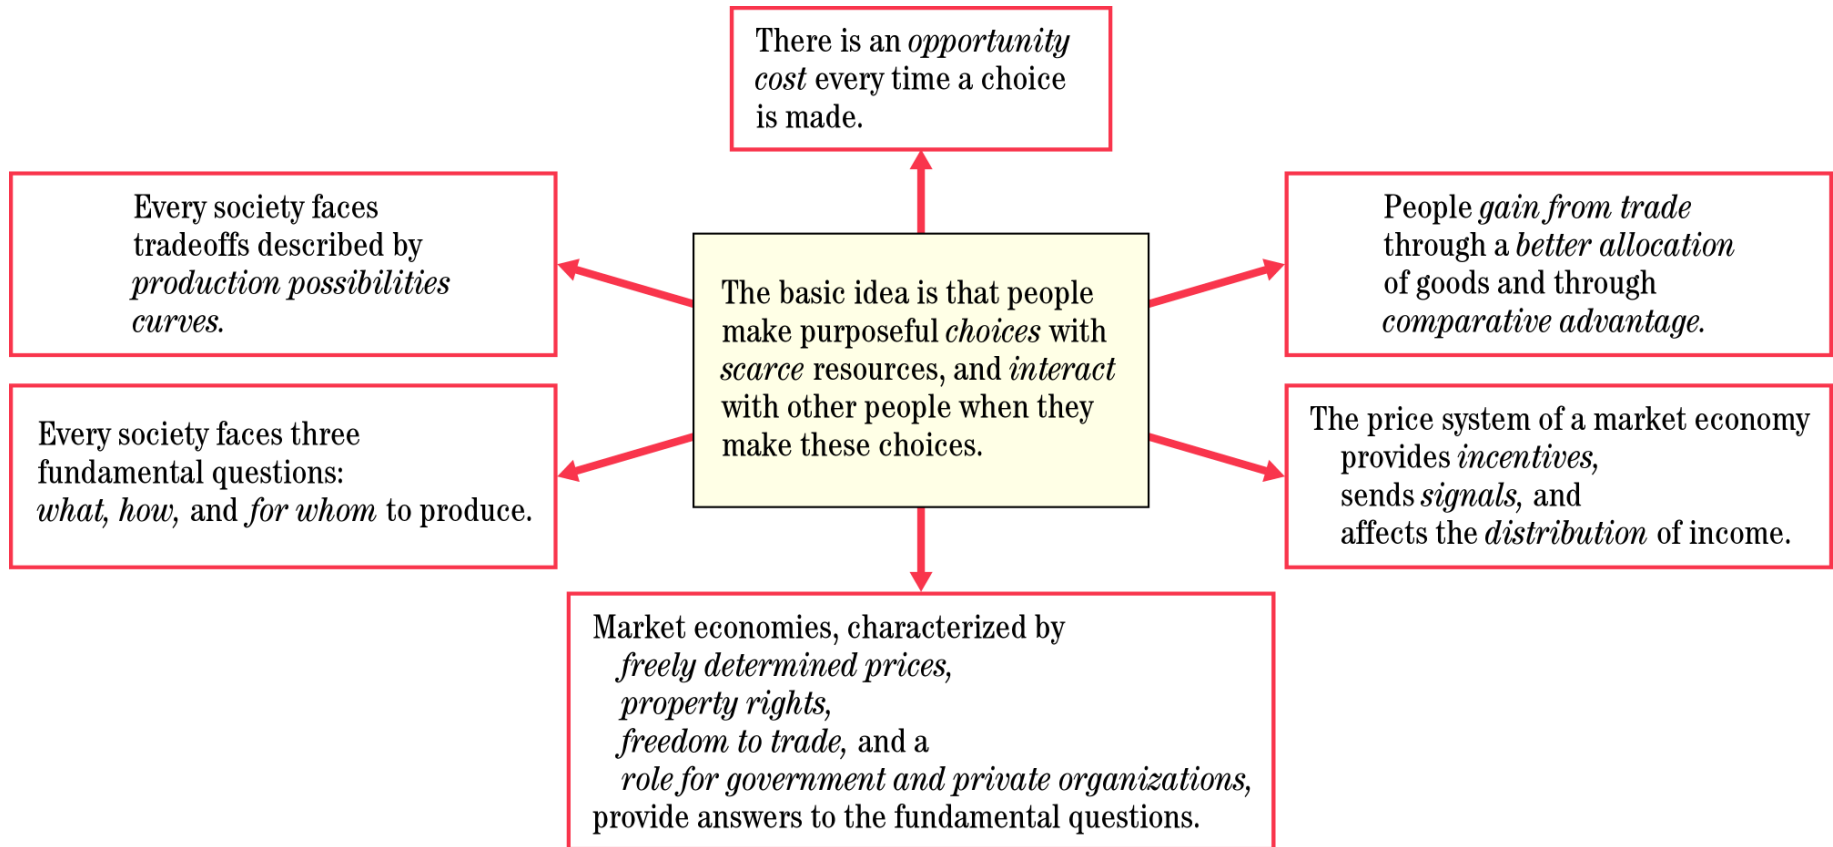 There is an opportunity
cost every time a choice
is made.
Every society faces
tradeoffs described by
production possibilities
curves.
People gain from trade
through a better allocation
of goods and through
comparative advantage.
The basic idea is that people
make purposeful choices with
scarce resources, and interact
with other people when they
make these choices.
Every society faces three
fundamental questions:
what, how, and for whom to produce.
The price system of a market economy
provides incentives,
sends signals, and
affects the distribution of income.
Market economies, characterized by
freely determined prices,
property rights,
freedom to trade, and a
role for government and private organizations,
provide answers to the fundamental questions.